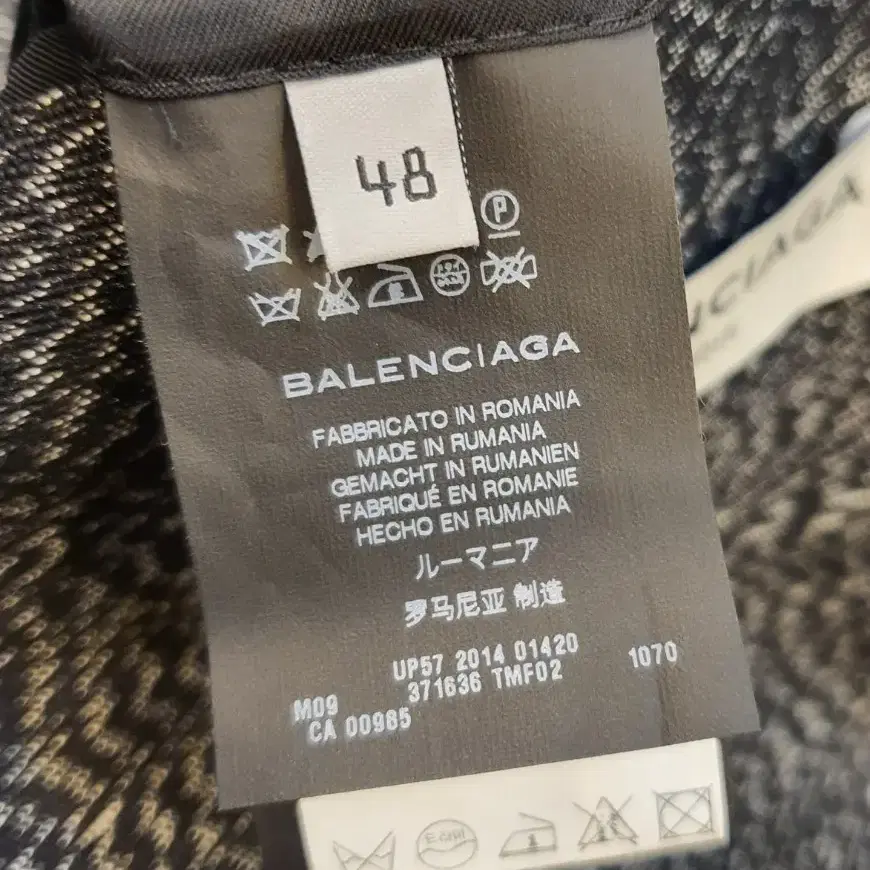 48
P
BALENCIAGA
FABBRICATO IN ROMANIA
MADE IN RUMANIA
GEMACHT IN RUMANIEN
FABRIQUÉ EN ROMANIE
HECHO EN RUMANIA
ルーマニア
罗马尼亚 制造
UP57 2014 01420
M09 371636 TMF02 1070
CA 00985
NCIAGA